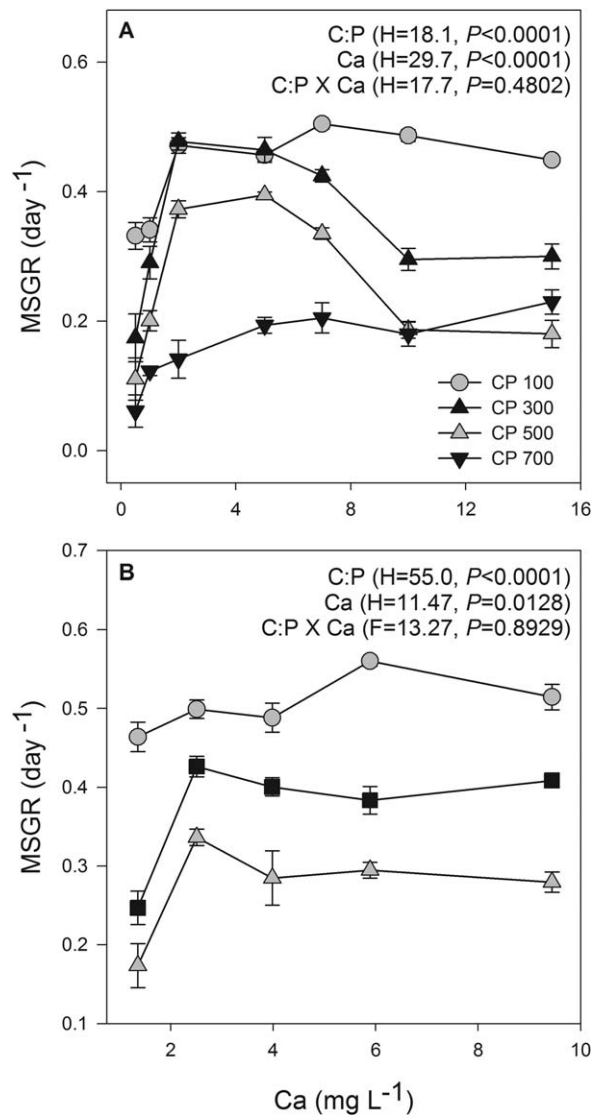 A
C:P (H=18.1, P<0.0001)
Ca (H=29.7, P<0.0001)
C:P X Ca (H=17.7, P=0.4802)
MSGR (day -1)
0.6
0.4
0.2
0.0
CP 100
CP 300
CP 500
CP 700
0 4 8 12 16
B
C:P (H=55.0, P<0.0001)
Ca (H=11.47, P=0.0128)
C:P X Ca (F=13.27, P=0.8929)
MSGR (day -1)
0.7
0.6
0.5
0.4
0.3
0.2
0.1
2 4 6 8 10
Ca (mg L-1)